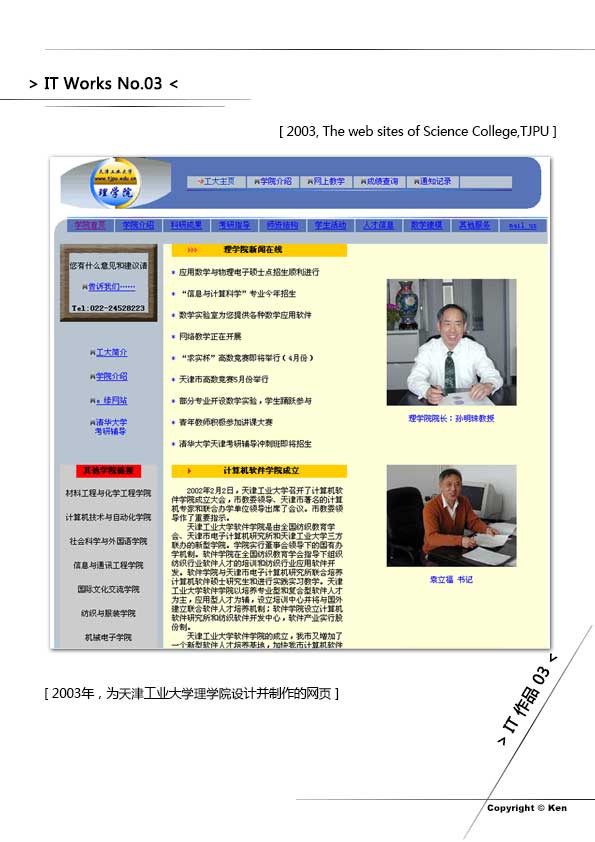 > IT Works No.03 <
[ 2003, The web sites of Science College,TJPU ]
天津工业大学
www.tjpu.edu.cn
理学院
工大主页
学院介绍
网上教学
成绩查询
通知记录
学院首页
学院介绍
科研成果
考研指导
师资结构
学生活动
人才信息
数学建模
其他服务
mail us
您有什么意见和建议请
告诉我们……
Tel:022-24528223
工大简介
学院介绍
e 缘网站
清华大学
考研辅导
其他学院链接
材料工程与化学工程学院
计算机技术与自动化学院
社会科学与外国语学院
信息与通讯工程学院
国际文化交流学院
纺织与服装学院
机械电子学院
理学院新闻在线
应用数学与物理电子硕士点招生顺利进行
“信息与计算科学”专业今年招生
数学实验室为您提供各种数学应用软件
网络教学正在开展
“求实杯”高数竞赛即将举行(4月份)
天津市高数竞赛5月份举行
部分专业开设数学实验，学生踊跃参与
青年教师积极参加讲课大赛
清华大学天津考研辅导冲刺班即将招生
计算机软件学院成立
2002年2月2日，天津工业大学召开了计算机软
件学院成立大会，市教委领导、天津市著名的计算
机专家和联合办学单位领导出席了会议。市教委领
导作了重要指示。
天津工业大学软件学院是由全国纺织教育学
会、天津市电子计算机研究所和天津工业大学三方
联办的新型学院。学院实行董事会领导下的国有办
学机制。软件学院在全国纺织教育学会指导下组织
纺织行业软件人才的培训和纺织行业应用软件开
发。软件学院与天津市电子计算机研究所联合培养
计算机软件硕士研究生和进行实践实习教学。天津
工业大学软件学院以培养专业型和复合型软件人才
为主，应用型人才为辅，设立培训中心并将与国外
建立联合软件人才培养机制；软件学院设立计算机
软件研究所和纺织软件开发中心，软件产业实行股
份制。
天津工业大学软件学院的成立，我市又增加了
一个新型软件人才培养基地，加快我市计算机软件
理学院院长：孙明珠教授
袁立福 书记
[ 2003年，为天津工业大学理学院设计并制作的网页 ]
> IT 作品 03 <
Copyright © Ken